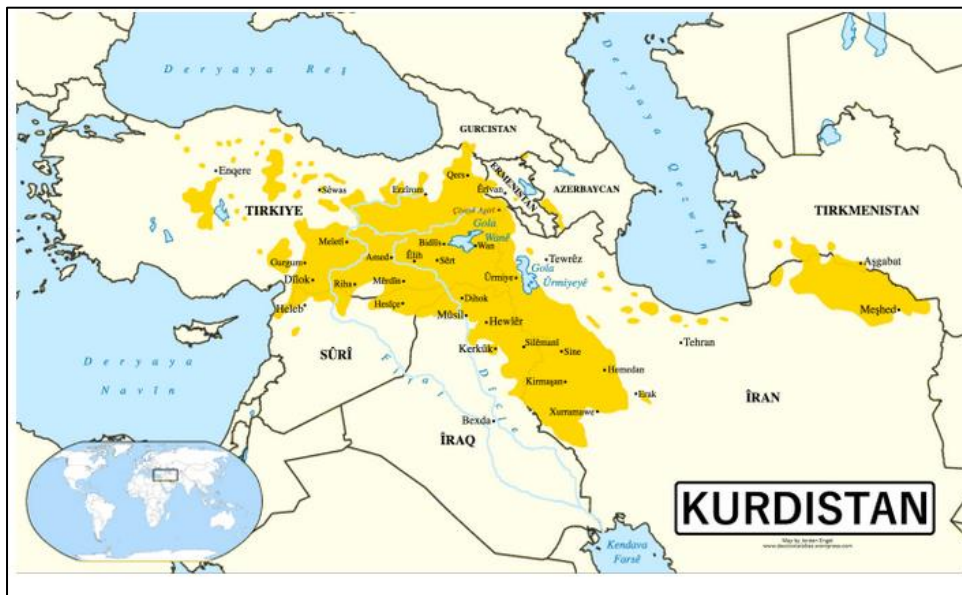 Deryaya Reş
Deryaya Qezwînê
GURCISTAN
ERMENISTAN
AZERBAYCAN
TIRKMENISTAN
TIRKIYE
Enqere
Sêwas
Erzîrom
Qers
Êrîvan
Çiyayê Agirî
Gola
Wanê
Meletî
Bidlîs
Wan
Amed
Êlih
Sêrt
Gurgum
Dîlok
Riha
Mêrdîn
Heleb
Hesîçe
Dihok
Mûsil
Hewlêr
Ûrmiye
Gola
Ûrmiyeyê
Tewrêz
Aşgabat
Meşhed
Tehran
Kerkûk
Silêmanî
Sine
Hemedan
Kirmaşan
Erak
Xurramawe
SÛRÎ
Firat
Dîcle
Bexda
ÎRAQ
ÎRAN
Deryaya
Navîn
KURDISTAN
Kendava
Farsê